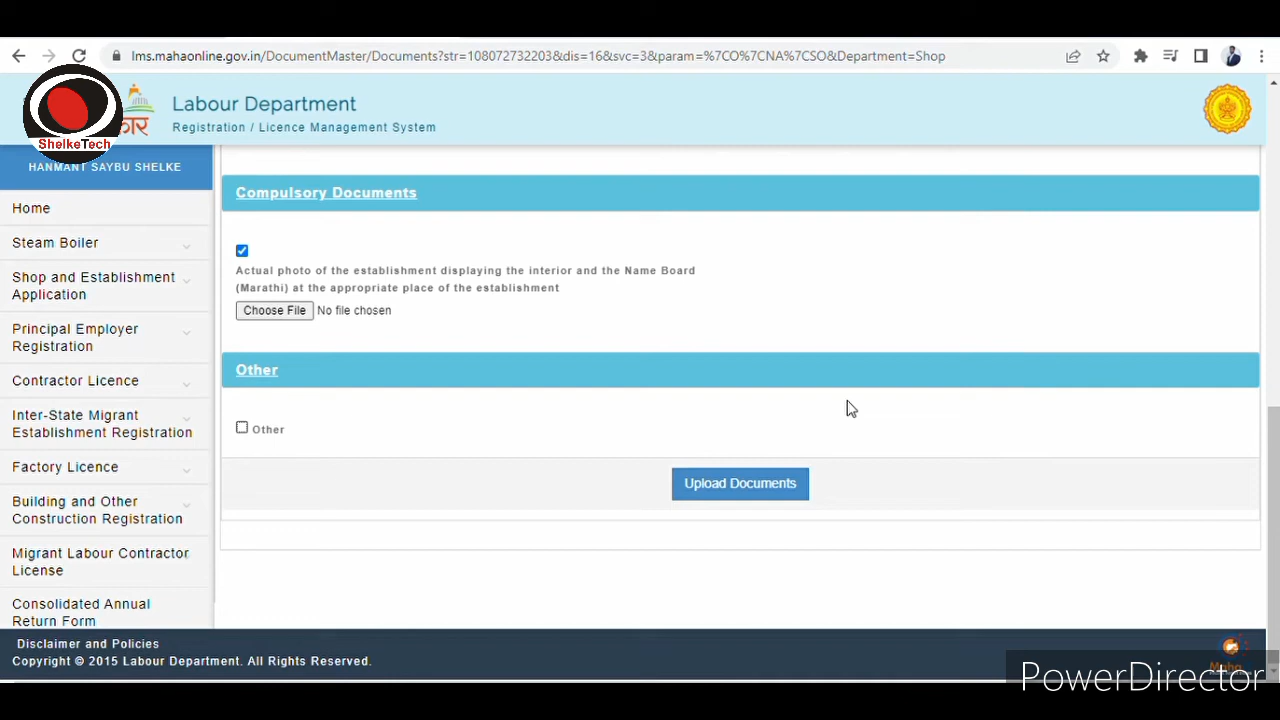 lms.mahaonline.gov.in/DocumentMaster/Documents?str=108072732203&dis=16&svc=3&param=%7CO%7CNA%7CSO&Department=Shop
ShelkeTech
कार
Labour Department
Registration / Licence Management System
HANMANT SAYBU SHELKE
Home
Steam Boiler
Shop and Establishment
Application
Principal Employer
Registration
Contractor Licence
Inter-State Migrant
Establishment Registration
Factory Licence
Building and Other
Construction Registration
Migrant Labour Contractor
License
Consolidated Annual
Return Form
Compulsory Documents
Actual photo of the establishment displaying the interior and the Name Board
(Marathi) at the appropriate place of the establishment
Choose File No file chosen
Other
Other
Upload Documents
Disclaimer and Policies
Copyright © 2015 Labour Department. All Rights Reserved.
PowerDirector